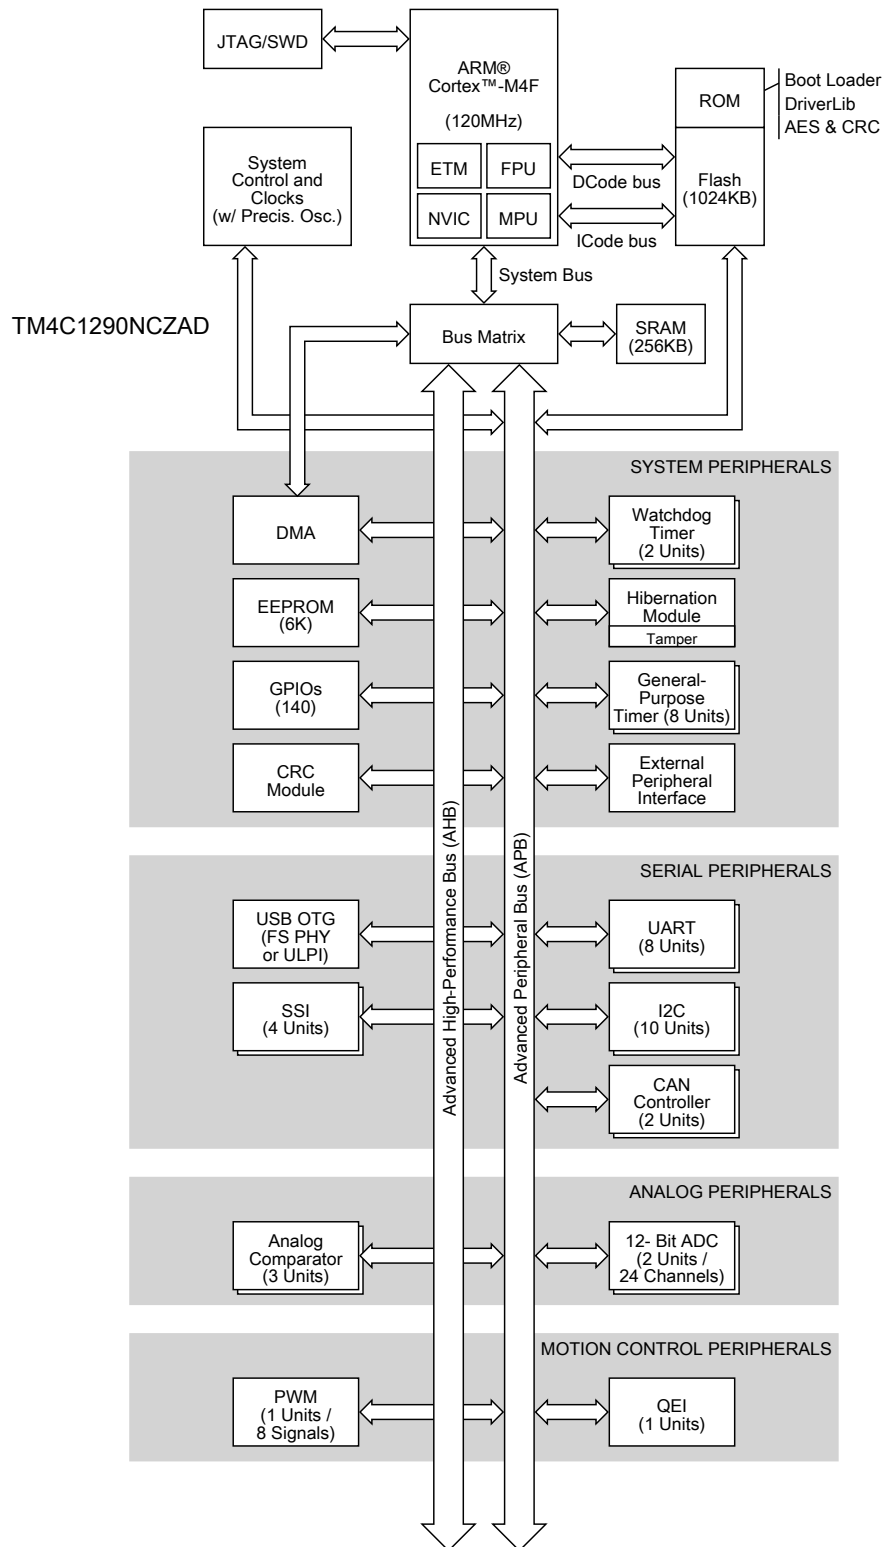 JTAG/SWD
ARM®
Cortex™-M4F
(120MHz)
ETM
FPU
NVIC
MPU
ROM
Boot Loader
DriverLib
AES & CRC
Flash
(1024KB)
DCode bus
ICode bus
System
Control and
Clocks
(w/ Precis. Osc.)
System Bus
TM4C1290NCZAD
Bus Matrix
SRAM
(256KB)
SYSTEM PERIPHERALS
DMA
Watchdog
Timer
(2 Units)
EEPROM
(6K)
Hibernation
Module
Tamper
GPIOs
(140)
General-
Purpose
Timer (8 Units)
CRC
Module
External
Peripheral
Interface
Advanced High-Performance Bus (AHB)
Advanced Peripheral Bus (APB)
SERIAL PERIPHERALS
USB OTG
(FS PHY
or ULPI)
UART
(8 Units)
SSI
(4 Units)
I2C
(10 Units)
CAN
Controller
(2 Units)
ANALOG PERIPHERALS
Analog
Comparator
(3 Units)
12- Bit ADC
(2 Units /
24 Channels)
MOTION CONTROL PERIPHERALS
PWM
(1 Units /
8 Signals)
QEI
(1 Units)